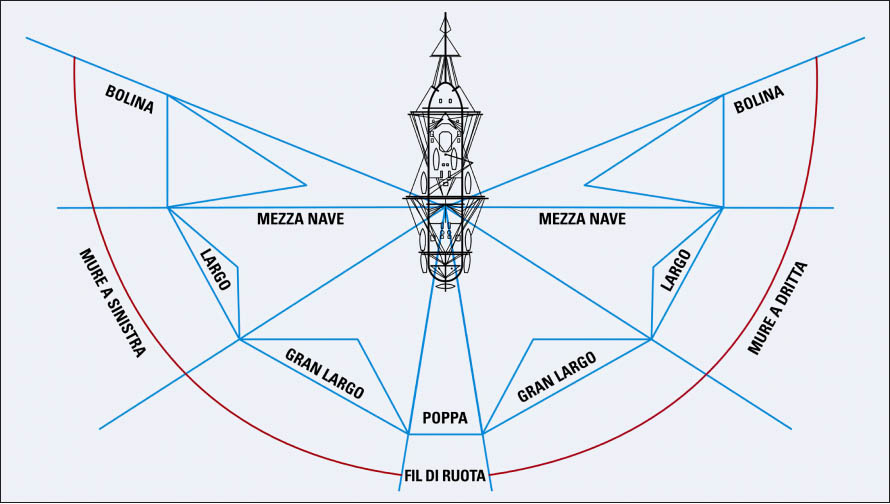 BOLINA
BOLINA
MEZZA NAVE
MEZZA NAVE
LARGO
LARGO
MURE A SINISTRA
MURE A DRITTA
GRAN LARGO
GRAN LARGO
POPPA
FIL DI RUOTA